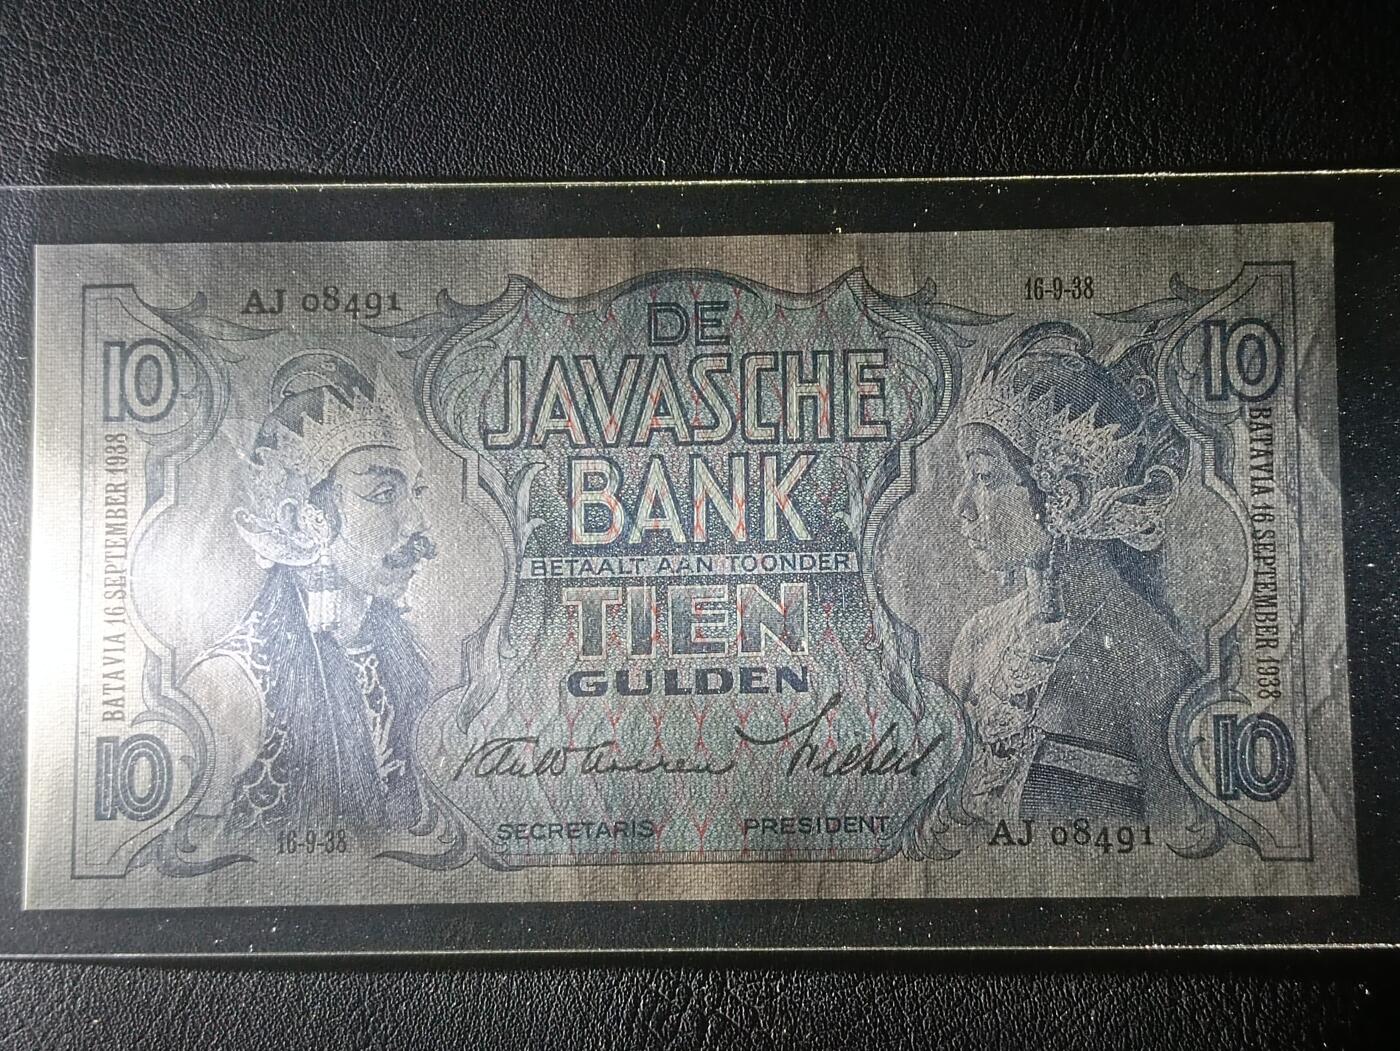 AJ 08491
16-9-38
10
10
DE
JAVASCHE
BANK
BETAALT AAN TOONDER
TIEN
GULDEN
BATAVIA 16 SEPTEMBER 1938
BATAVIA 16 SEPTEMBER 1938
10
10
SECRETARIS
PRESIDENT
16-9-38
AJ 08491